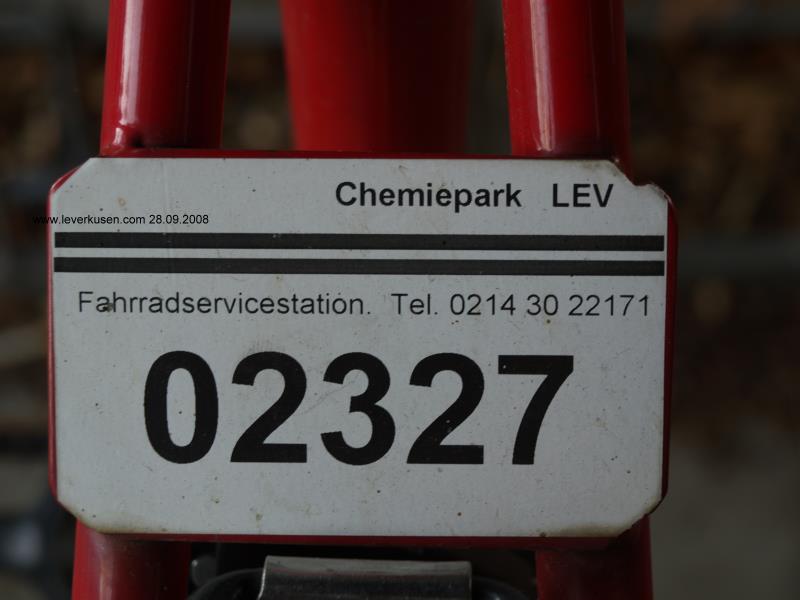 Chemiepark LEV
www.leverkusen.com 28.09.2008
Fahrradservicestation. Tel. 0214 30 22171
02327